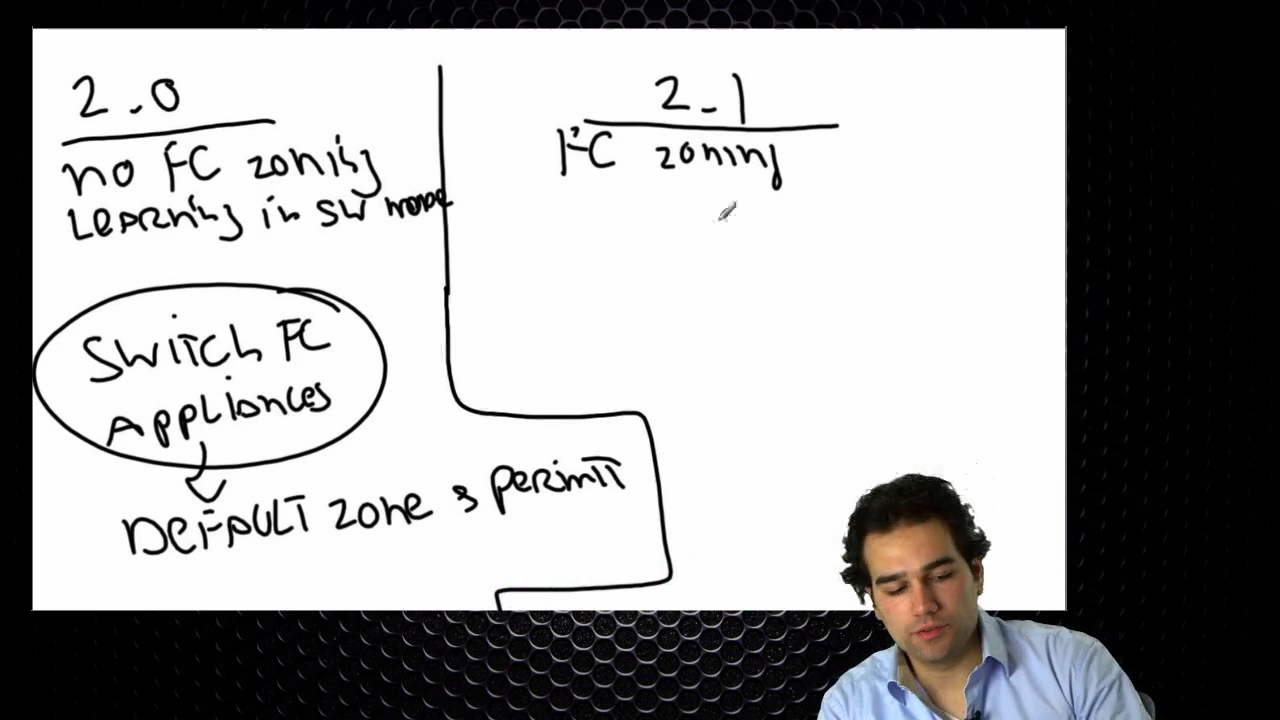 2.0
no FC zoning
Learning in SW mode
SWITCH FC
Appliances
DEFAULT zone & permit
2-1
FC zoning